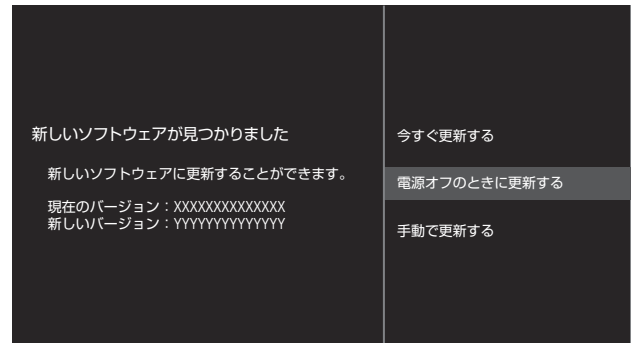 新しいソフトウェアが見つかりました
新しいソフトウェアに更新することができます。
現在のバージョン：XXXXXXXXXXXXXX
新しいバージョン：YYYYYYYYYYYYYY
今すぐ更新する
電源オフのときに更新する
手動で更新する